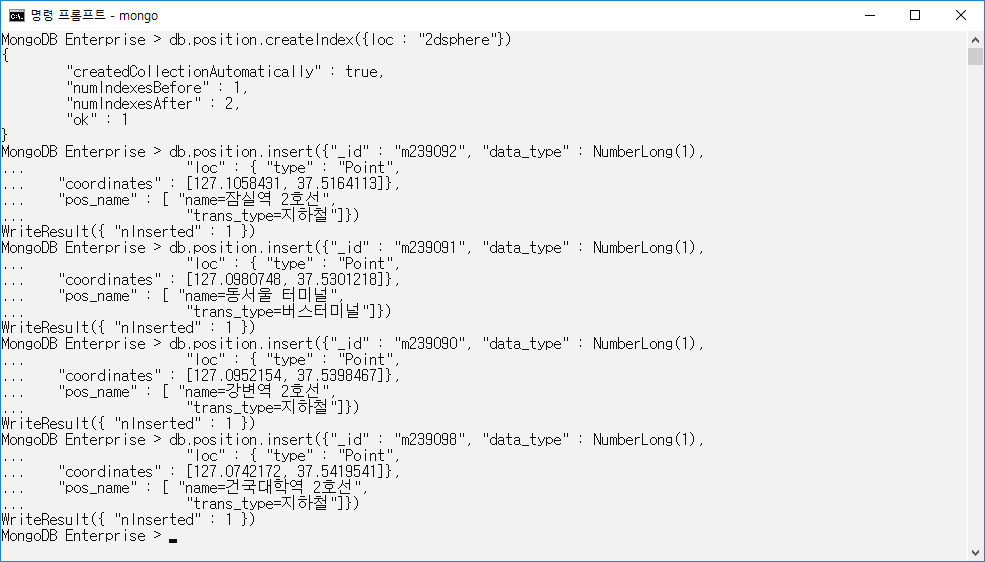 명령 프롬프트 - mongo
MongoDB Enterprise > db.position.createIndex({loc : "2dsphere"})
{
        "createdCollectionAutomatically" : true,
        "numIndexesBefore" : 1,
        "numIndexesAfter" : 2,
        "ok" : 1
}
MongoDB Enterprise > db.position.insert({"_id" : "m239092", "data_type" : NumberLong(1),
...                    "loc" : { "type" : "Point",
...    "coordinates" : [127.1058431, 37.5164113]},
...    "pos_name" : [ "name=잠실역 2호선",
...                    "trans_type=지하철"]})
WriteResult({ "nInserted" : 1 })
MongoDB Enterprise > db.position.insert({"_id" : "m239091", "data_type" : NumberLong(1),
...                    "loc" : { "type" : "Point",
...    "coordinates" : [127.0980748, 37.5301218]},
...    "pos_name" : [ "name=동서울 터미널",
...                    "trans_type=버스터미널"]})
WriteResult({ "nInserted" : 1 })
MongoDB Enterprise > db.position.insert({"_id" : "m239090", "data_type" : NumberLong(1),
...                    "loc" : { "type" : "Point",
...    "coordinates" : [127.0952154, 37.5398467]},
...    "pos_name" : [ "name=강변역 2호선",
...                    "trans_type=지하철"]})
WriteResult({ "nInserted" : 1 })
MongoDB Enterprise > db.position.insert({"_id" : "m239098", "data_type" : NumberLong(1),
...                    "loc" : { "type" : "Point",
...    "coordinates" : [127.0742172, 37.5419541]},
...    "pos_name" : [ "name=건국대학역 2호선",
...                    "trans_type=지하철"]})
WriteResult({ "nInserted" : 1 })
MongoDB Enterprise >